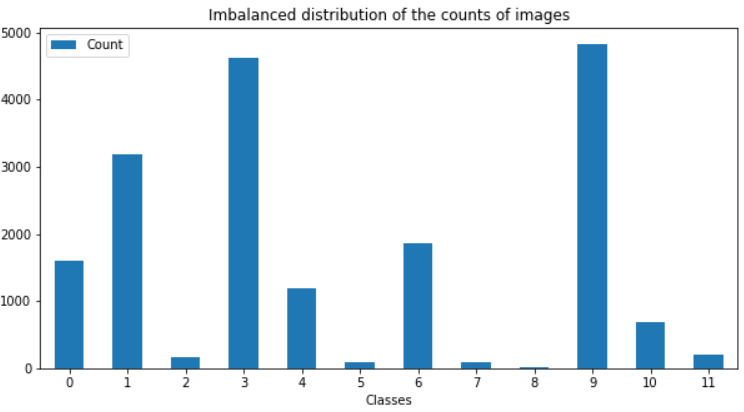 Imbalanced distribution of the counts of images
Count
5000
4000
3000
2000
1000
0
0 1 2 3 4 5 6 7 8 9 10 11
Classes